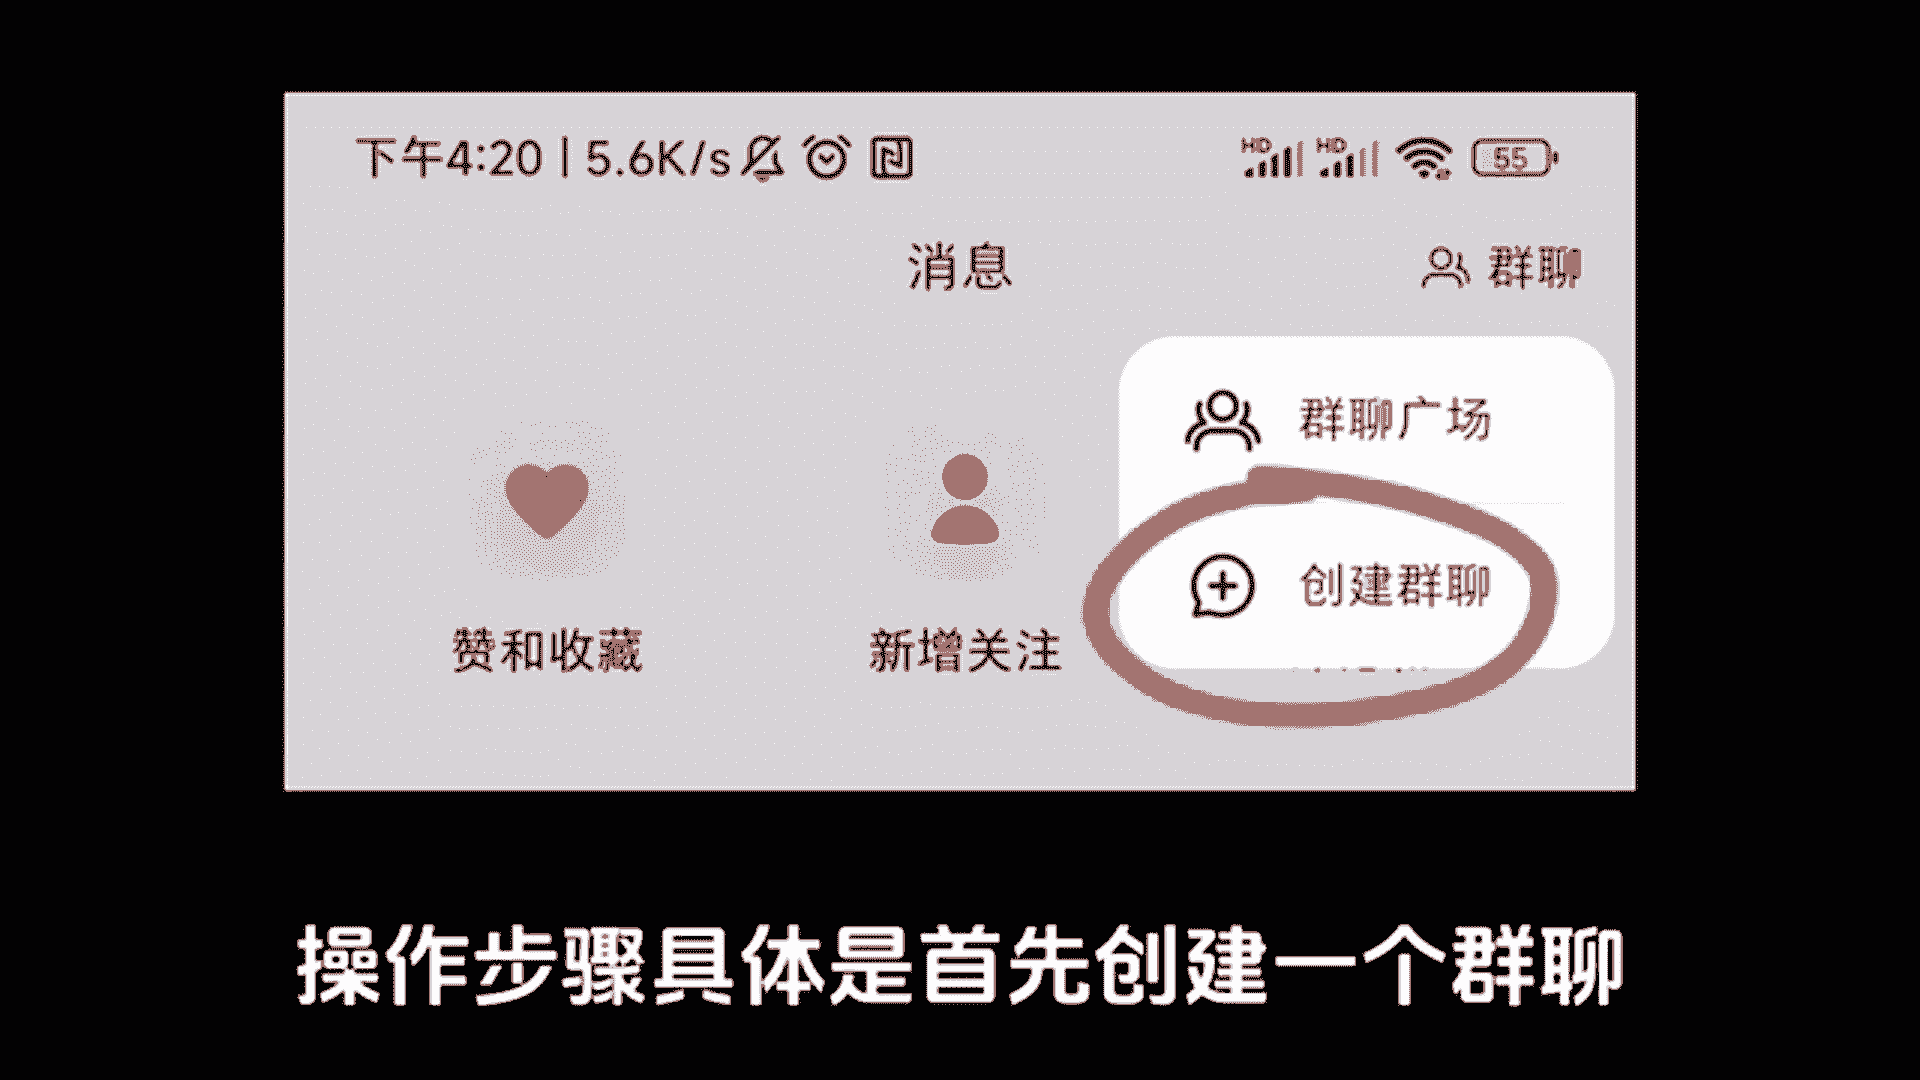 下午4:20 | 5.6K/s
HD HD 55
消息
群聊
群聊广场
创建群聊
赞和收藏
新增关注
操作步骤具体是首先创建一个群聊